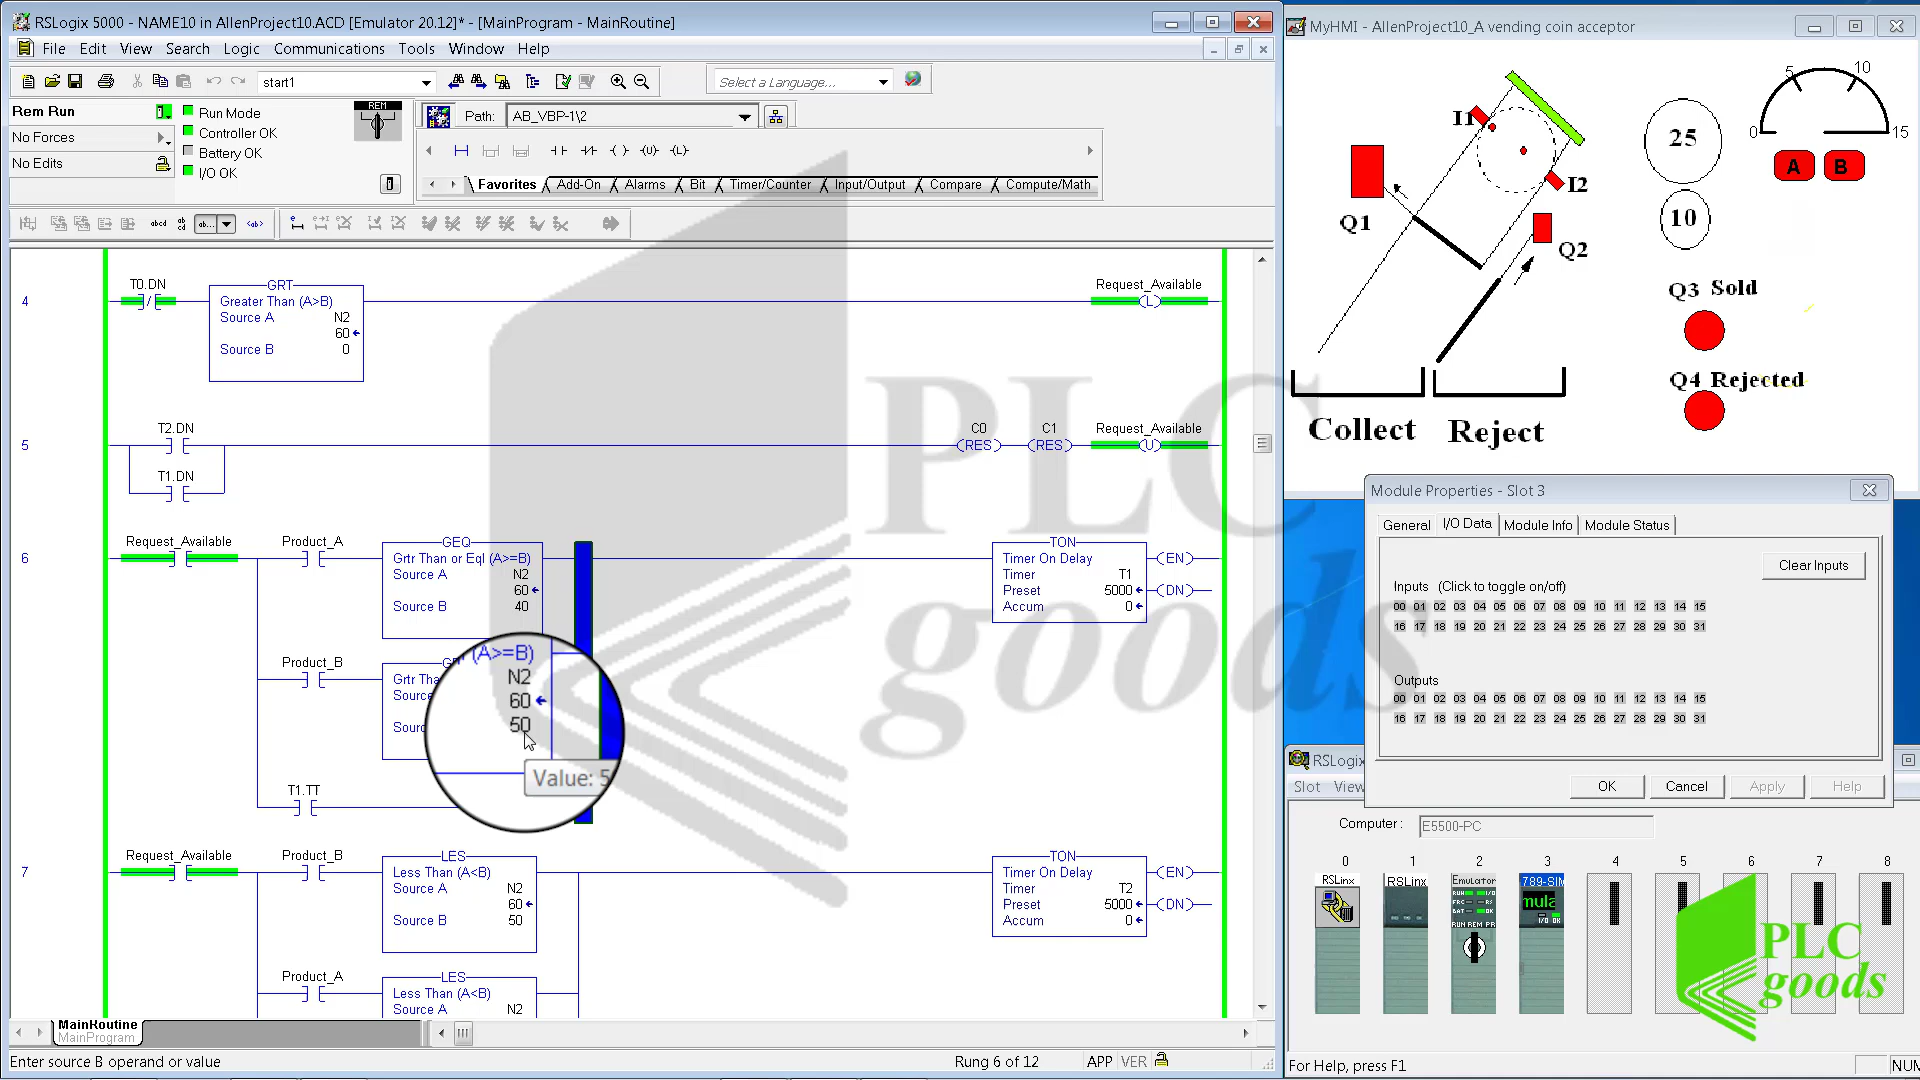 RSLogix 5000 - NAME10 in AllenProject10.ACD [Emulator 20.12]* - [MainProgram - MainRoutine]
File Edit View Search Logic Communications Tools Window Help
start1
Select a Language...
Rem Run
No Forces
No Edits
Run Mode
Controller OK
Battery OK
I/O OK
REM
Path: AB_VBP-1\2
Favorites Add-On Alarms Bit Timer/Counter Input/Output Compare Compute/Math
4
T0.DN
GRT
Greater Than (A>B)
Source A N2
60
Source B 0
Request_Available
L
5
T2.DN
T1.DN
C0
RES
C1
RES
Request_Available
U
6
Request_Available
Product_A
GEQ
Grtr Than or Eql (A>=B)
Source A N2
60
Source B 40
TON
Timer On Delay
Timer T1
Preset 5000
Accum 0
EN
DN
Product_B
Grtr Tha
Source
(A>=B)
N2
60
50
Value: 5
T1.TT
7
Request_Available
Product_B
LES
Less Than (A<B)
Source A N2
60
Source B 50
TON
Timer On Delay
Timer T2
Preset 5000
Accum 0
EN
DN
Product_A
LES
Less Than (A<B)
Source A N2
MainRoutine
MainProgram
Enter source B operand or value
Rung 6 of 12
APP VER
MyHMI - AllenProject10_A vending coin acceptor
I1
I2
Q1
Q2
25
10
0 5 10 15
A B
Q3 Sold
Q4 Rejected
Collect
Reject
Module Properties - Slot 3
General I/O Data Module Info Module Status
Clear Inputs
Inputs (Click to toggle on/off)
00 01 02 03 04 05 06 07 08 09 10 11 12 13 14 15
16 17 18 19 20 21 22 23 24 25 26 27 28 29 30 31
Outputs
00 01 02 03 04 05 06 07 08 09 10 11 12 13 14 15
16 17 18 19 20 21 22 23 24 25 26 27 28 29 30 31
OK Cancel Apply Help
RSLogix
Slot View
Computer : E5500-PC
0 1 2 3 4 5 6 7 8
RSLinx RSLinx Emulator 789-SIM
For Help, press F1
NUM
PLC
goods
PLC
goods